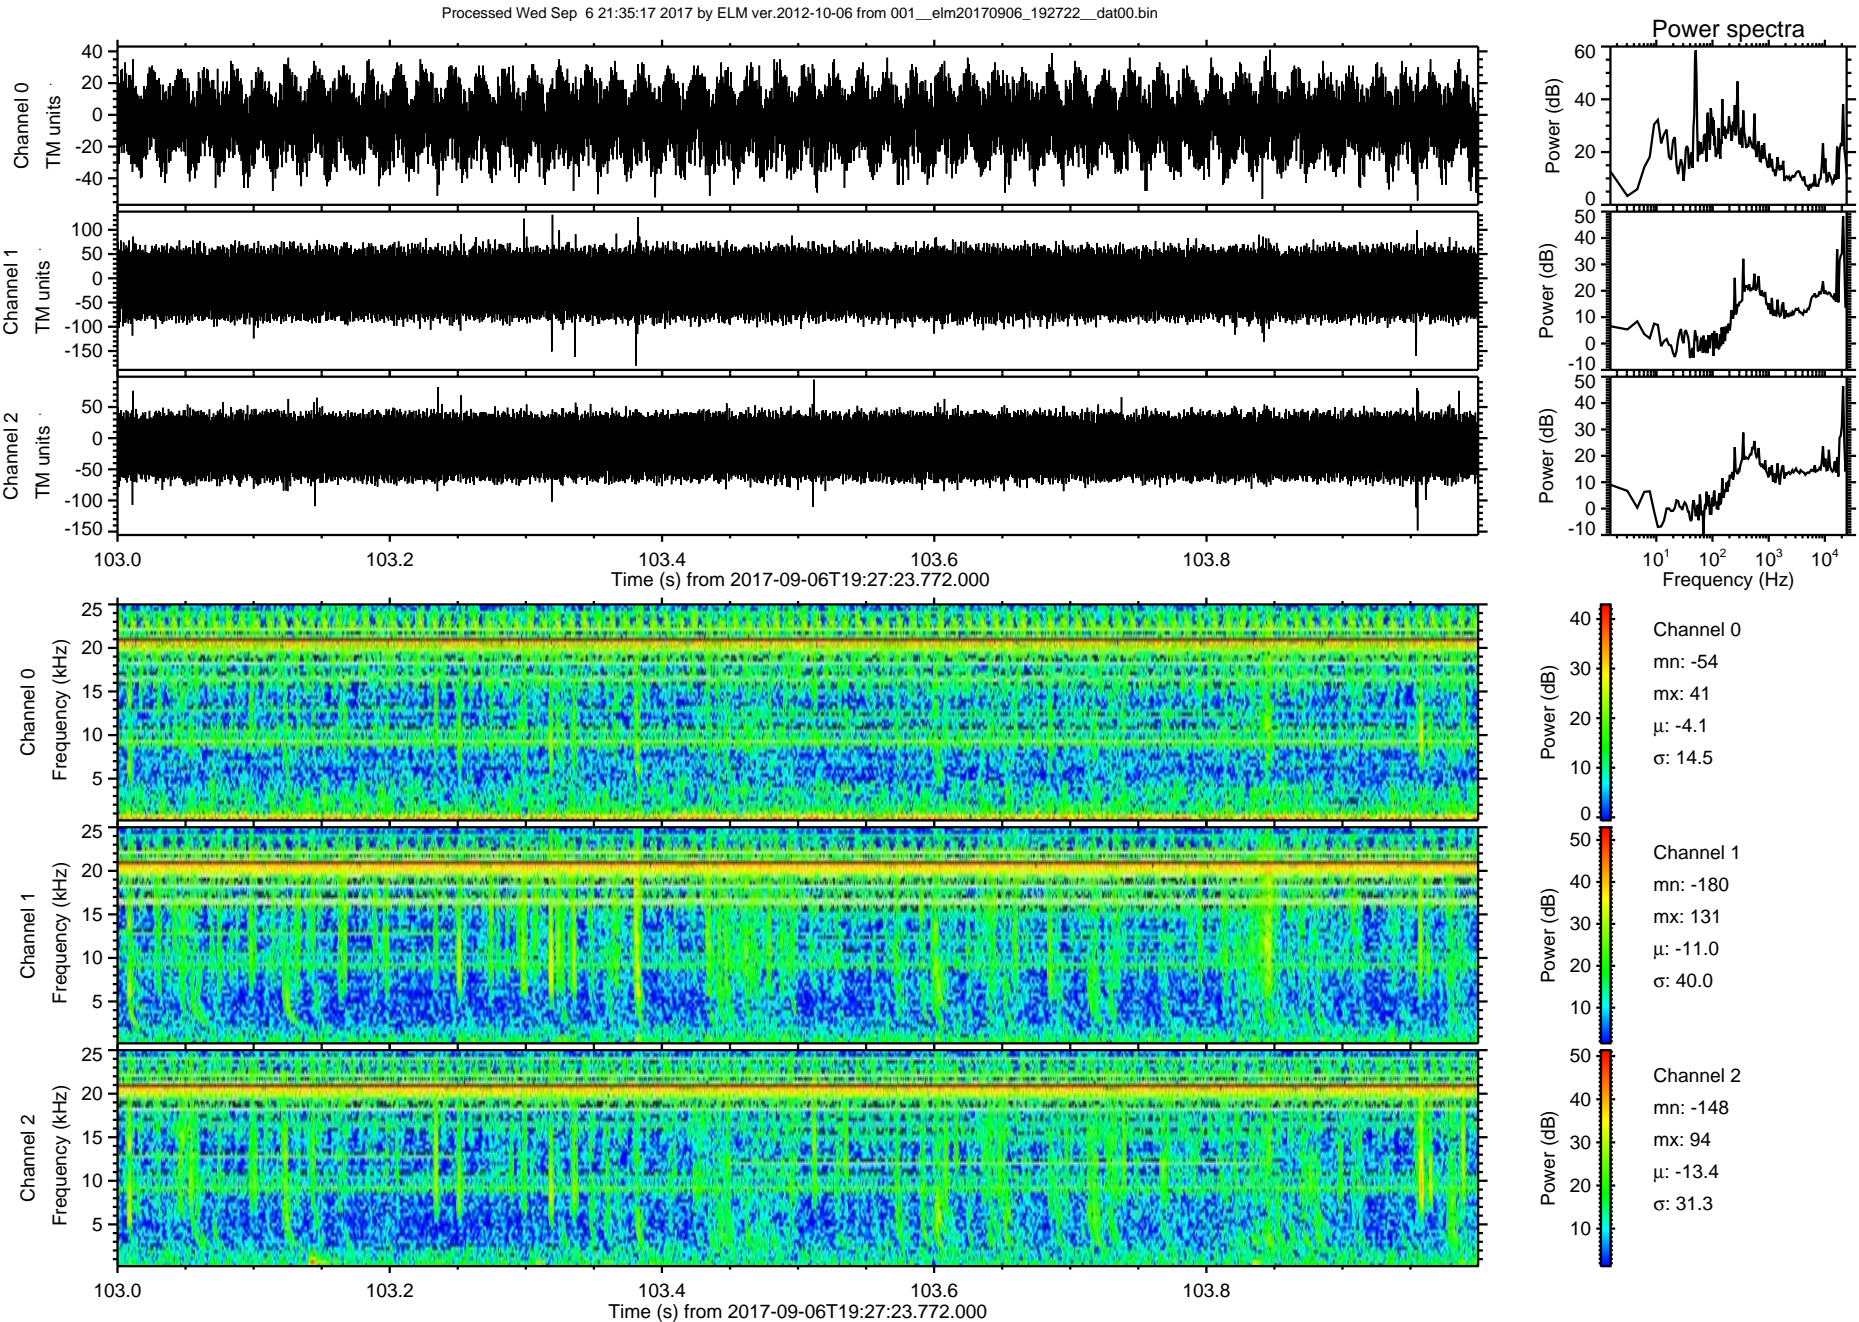 Processed Wed Sep  6 21:35:17 2017 by ELM ver.2012-10-06 from 001__elm20170906_192722__dat00.bin
Power spectra
Channel 0
TM units
40
20
0
-20
-40
Power (dB)
60
40
20
0
Channel 1
TM units
100
50
0
-50
-100
-150
Power (dB)
50
40
30
20
10
0
-10
Channel 2
TM units
50
0
-50
-100
-150
Power (dB)
50
40
30
20
10
0
-10
103.0 103.2 103.4 103.6 103.8
Time (s) from 2017-09-06T19:27:23.772.000
10¹ 10² 10³ 10⁴
Frequency (Hz)
Channel 0
Frequency (kHz)
25
20
15
10
5
Power (dB)
40
30
20
10
0
Channel 0
mn: -54
mx: 41
μ: -4.1
σ: 14.5
Channel 1
Frequency (kHz)
25
20
15
10
5
Power (dB)
50
40
30
20
10
Channel 1
mn: -180
mx: 131
μ: -11.0
σ: 40.0
Channel 2
Frequency (kHz)
25
20
15
10
5
Power (dB)
50
40
30
20
10
Channel 2
mn: -148
mx: 94
μ: -13.4
σ: 31.3
103.0 103.2 103.4 103.6 103.8
Time (s) from 2017-09-06T19:27:23.772.000